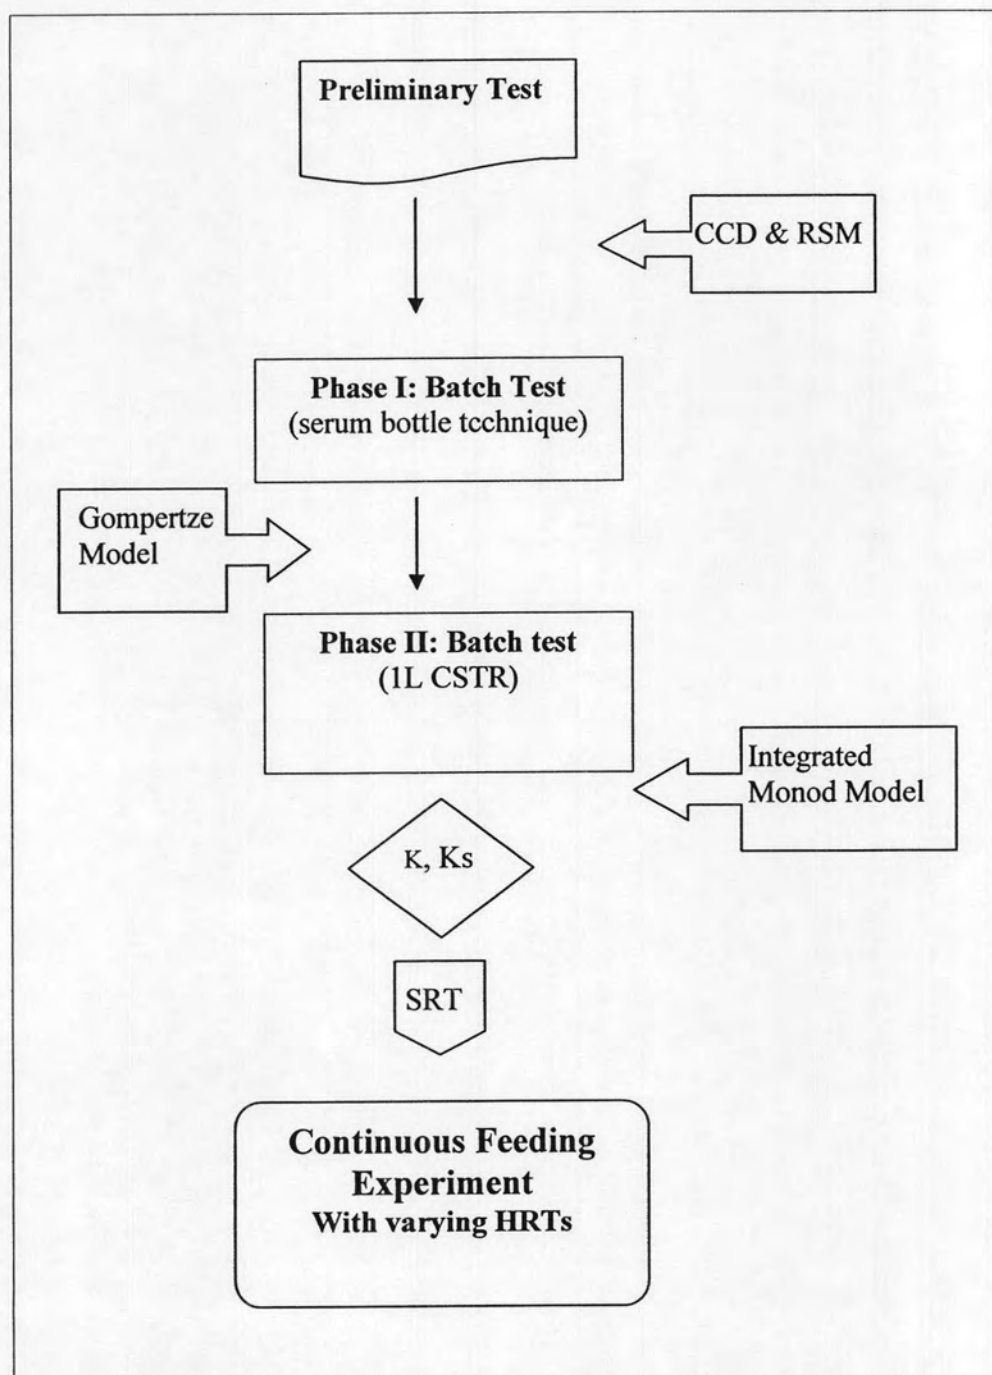 Preliminary Test
CCD & RSM
Phase I: Batch Test
(serum bottle tcchnique)
Gompertze
Model
Phase II: Batch test
(1L CSTR)
Integrated
Monod Model
K, Ks
SRT
Continuous Feeding
Experiment
With varying HRTs